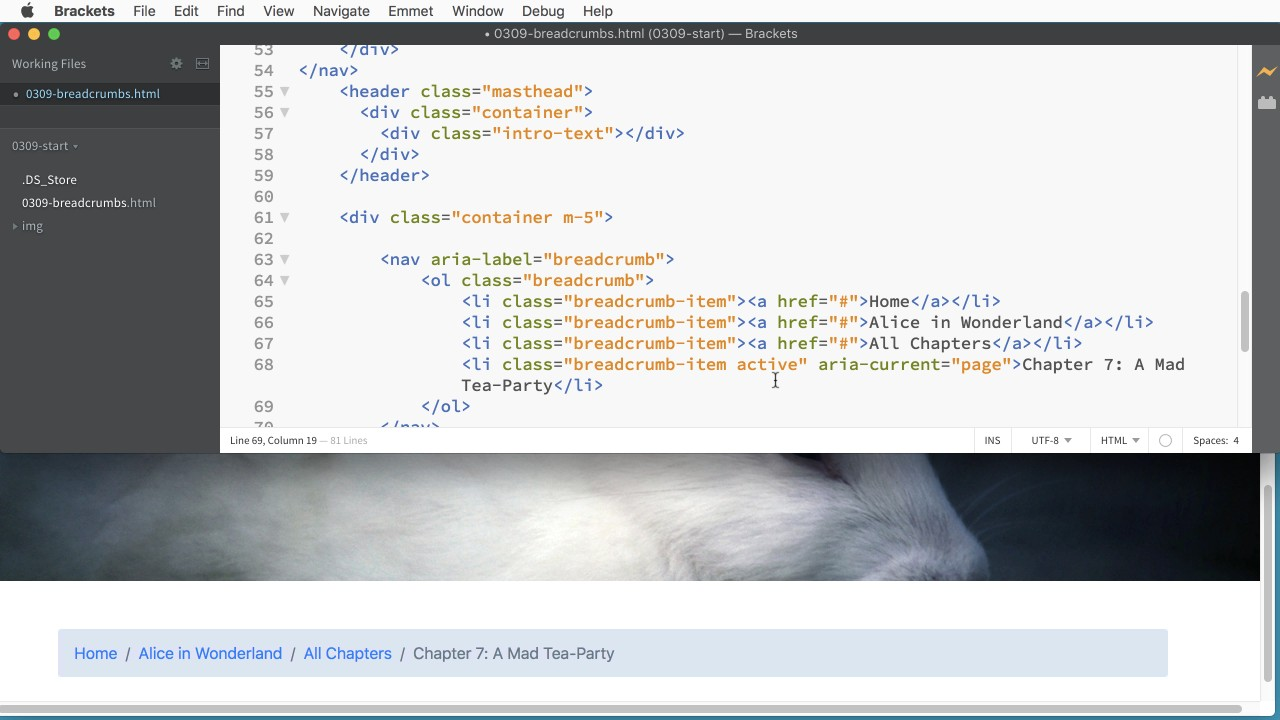 Brackets File Edit Find View Navigate Emmet Window Debug Help
• 0309-breadcrumbs.html (0309-start) — Brackets
Working Files
• 0309-breadcrumbs.html
0309-start
.DS_Store
0309-breadcrumbs.html
img
53 </div>
54 </nav>
55 <header class="masthead">
56 <div class="container">
57 <div class="intro-text"></div>
58 </div>
59 </header>
60
61 <div class="container m-5">
62
63 <nav aria-label="breadcrumb">
64 <ol class="breadcrumb">
65 <li class="breadcrumb-item"><a href="#">Home</a></li>
66 <li class="breadcrumb-item"><a href="#">Alice in Wonderland</a></li>
67 <li class="breadcrumb-item"><a href="#">All Chapters</a></li>
68 <li class="breadcrumb-item active" aria-current="page">Chapter 7: A Mad
Tea-Party</li>
69 </ol>
70 </nav>
Line 69, Column 19 — 81 Lines INS UTF-8 HTML Spaces: 4
Home / Alice in Wonderland / All Chapters / Chapter 7: A Mad Tea-Party